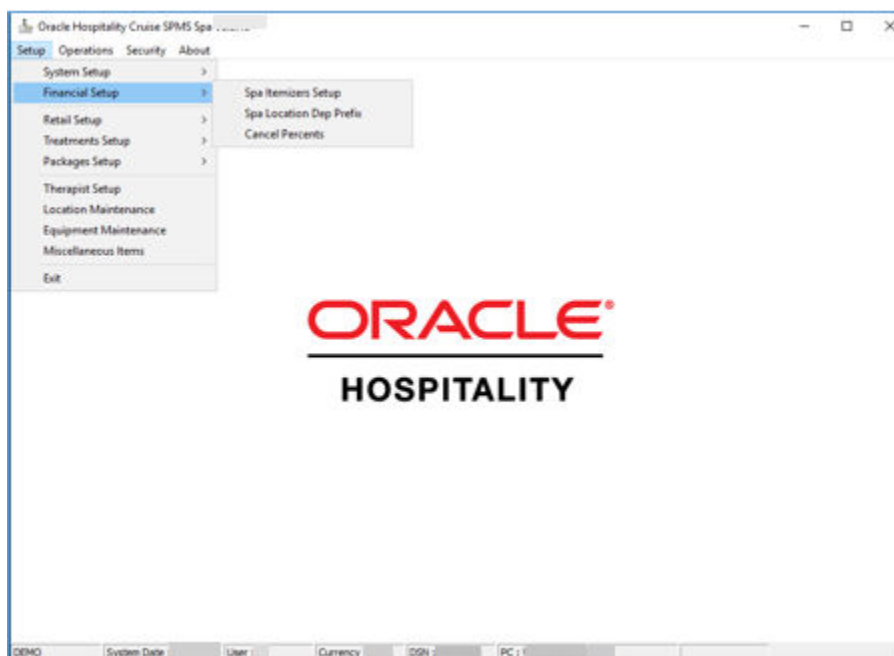 Oracle Hospitality Cruise SPMS Spa
Setup Operations Security About
System Setup
Financial Setup
Retail Setup
Treatments Setup
Packages Setup
Therapist Setup
Location Maintenance
Equipment Maintenance
Miscellaneous Items
Exit
Spa Itemizers Setup
Spa Location Dep Prefix
Cancel Percents
ORACLE®
HOSPITALITY
DEMO System Date User : Currency DSN : PC :